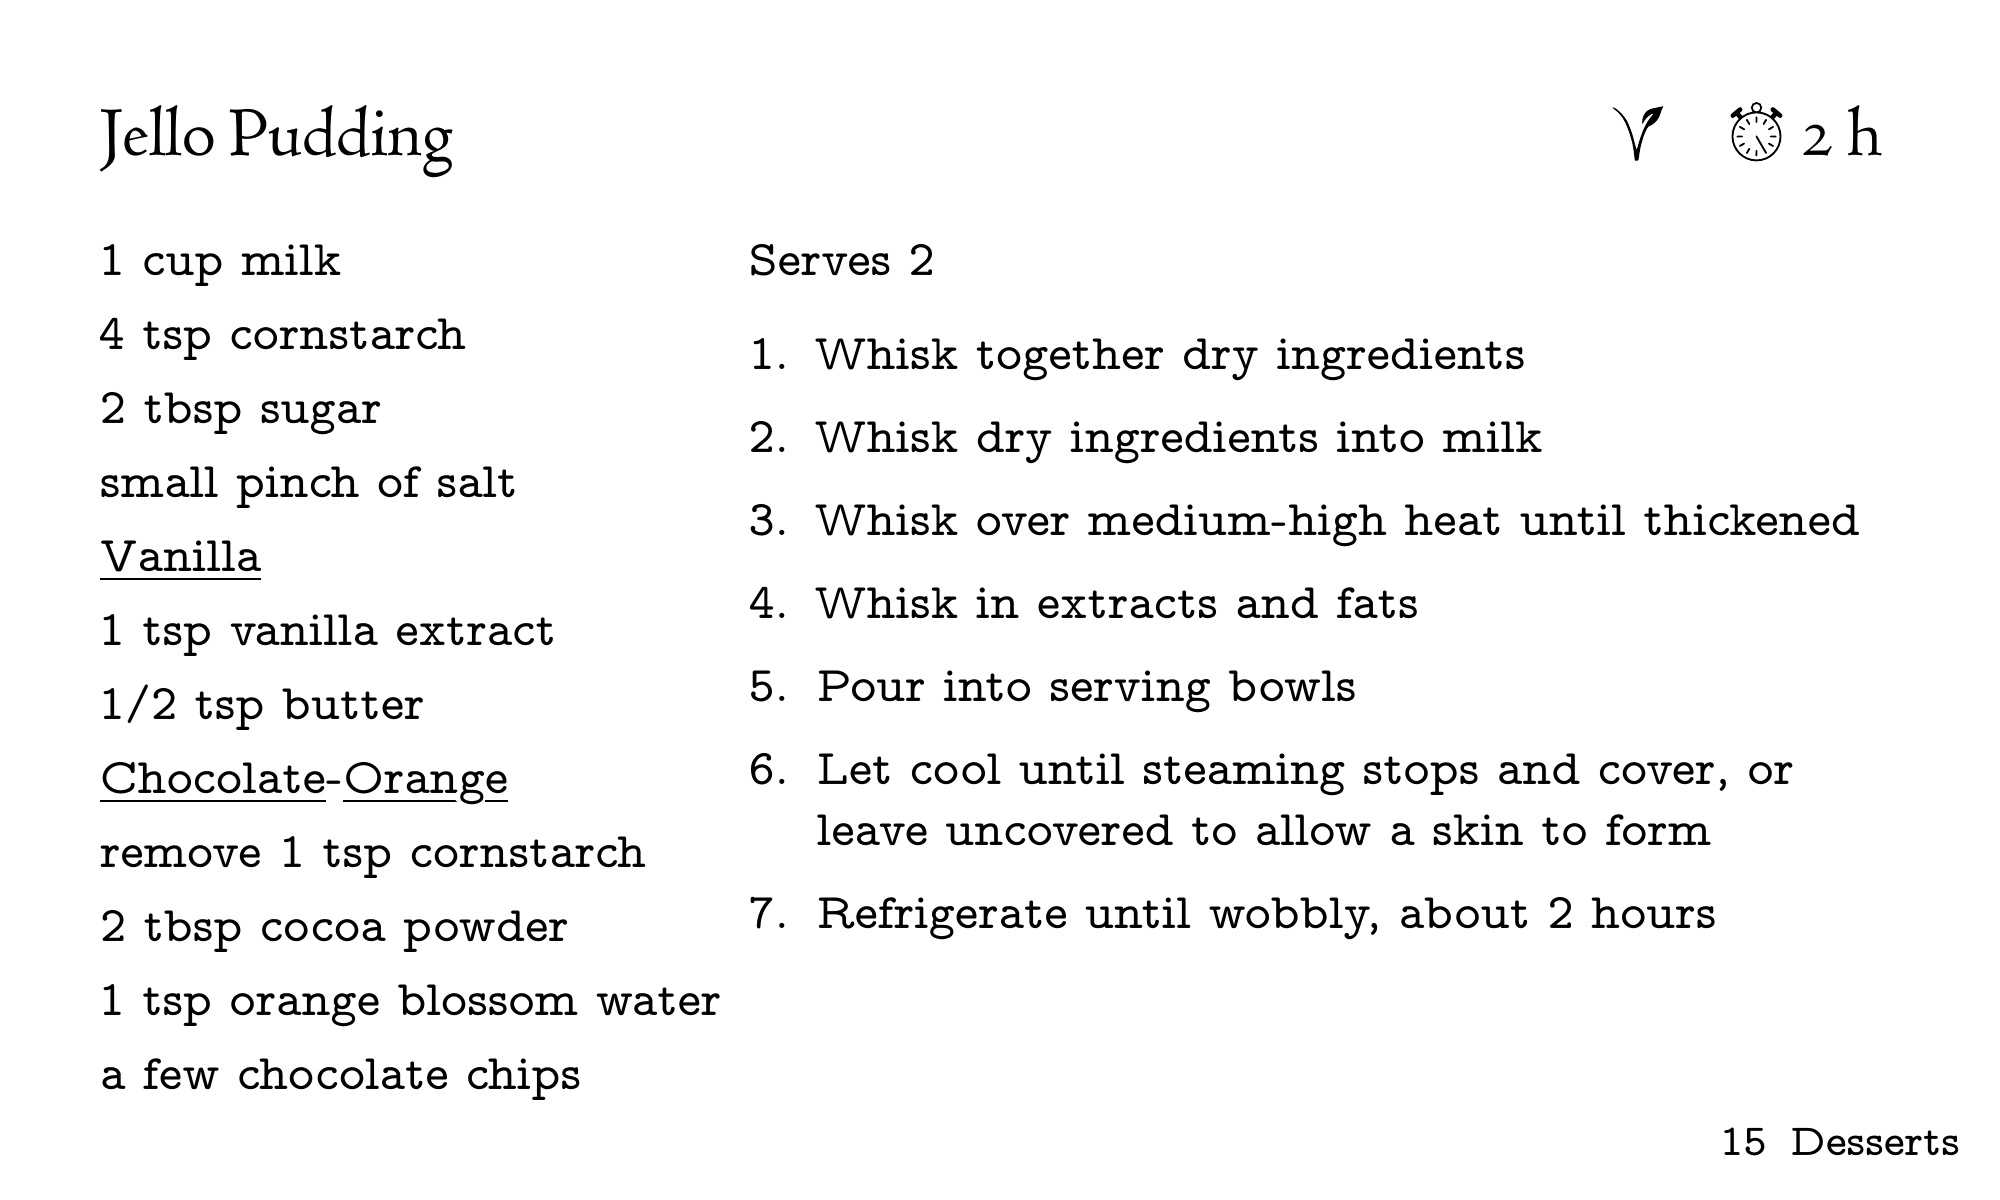 Jello Pudding
2 h
1 cup milk
4 tsp cornstarch
2 tbsp sugar
small pinch of salt
Vanilla
1 tsp vanilla extract
1/2 tsp butter
Chocolate-Orange
remove 1 tsp cornstarch
2 tbsp cocoa powder
1 tsp orange blossom water
a few chocolate chips
Serves 2
1. Whisk together dry ingredients
2. Whisk dry ingredients into milk
3. Whisk over medium-high heat until thickened
4. Whisk in extracts and fats
5. Pour into serving bowls
6. Let cool until steaming stops and cover, or
leave uncovered to allow a skin to form
7. Refrigerate until wobbly, about 2 hours
15 Desserts